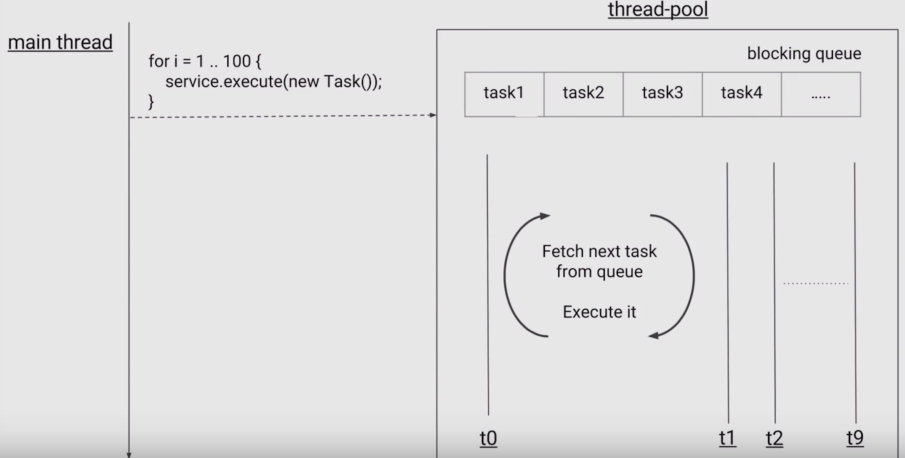 thread-pool
main thread
for i = 1 .. 100 {
service.execute(new Task());
}
blocking queue
task1 task2 task3 task4 .....
Fetch next task
from queue
Execute it
t0 t1 t2 t9